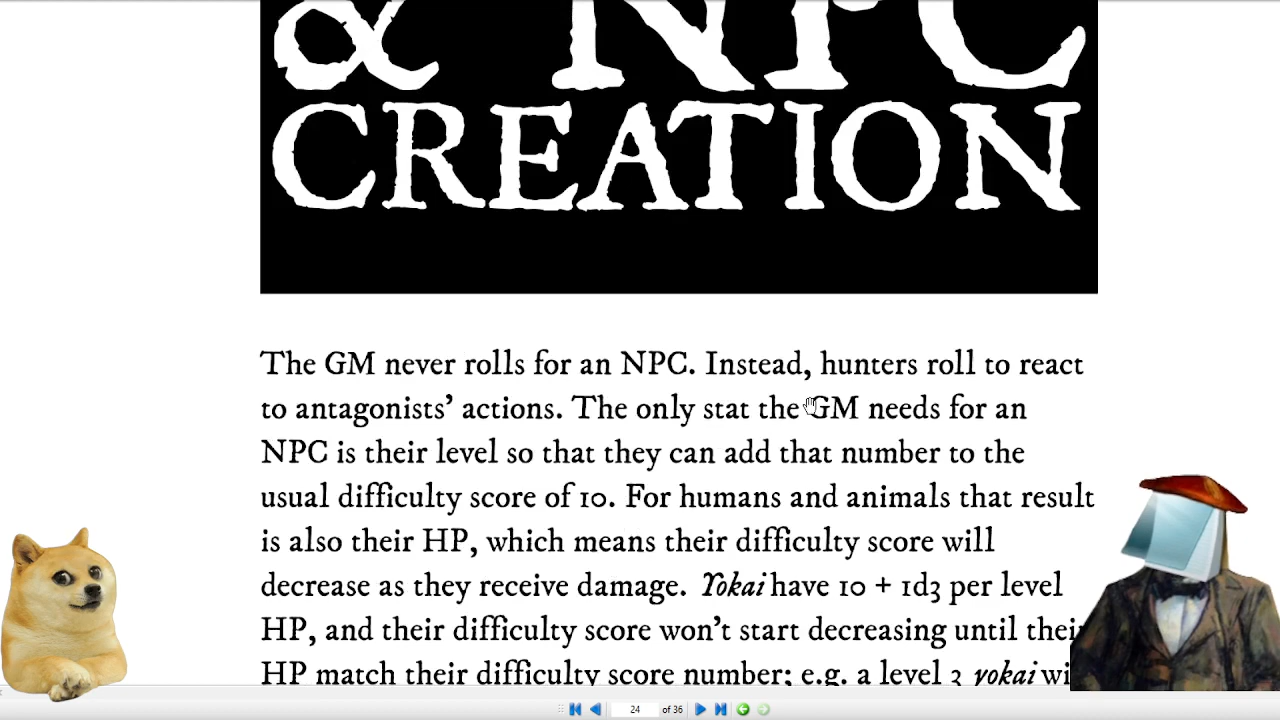 & NPC
CREATION
The GM never rolls for an NPC. Instead, hunters roll to react
to antagonists’ actions. The only stat the GM needs for an
NPC is their level so that they can add that number to the
usual difficulty score of 10. For humans and animals that result
is also their HP, which means their difficulty score will
decrease as they receive damage. Yokai have 10 + 1d3 per level
HP, and their difficulty score won’t start decreasing until their
HP match their difficulty score number; e.g. a level 3 yokai wi
24 of 36